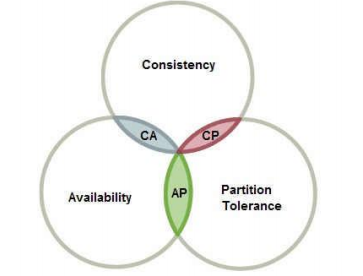 Consistency
CA
CP
Availability
AP
Partition
Tolerance